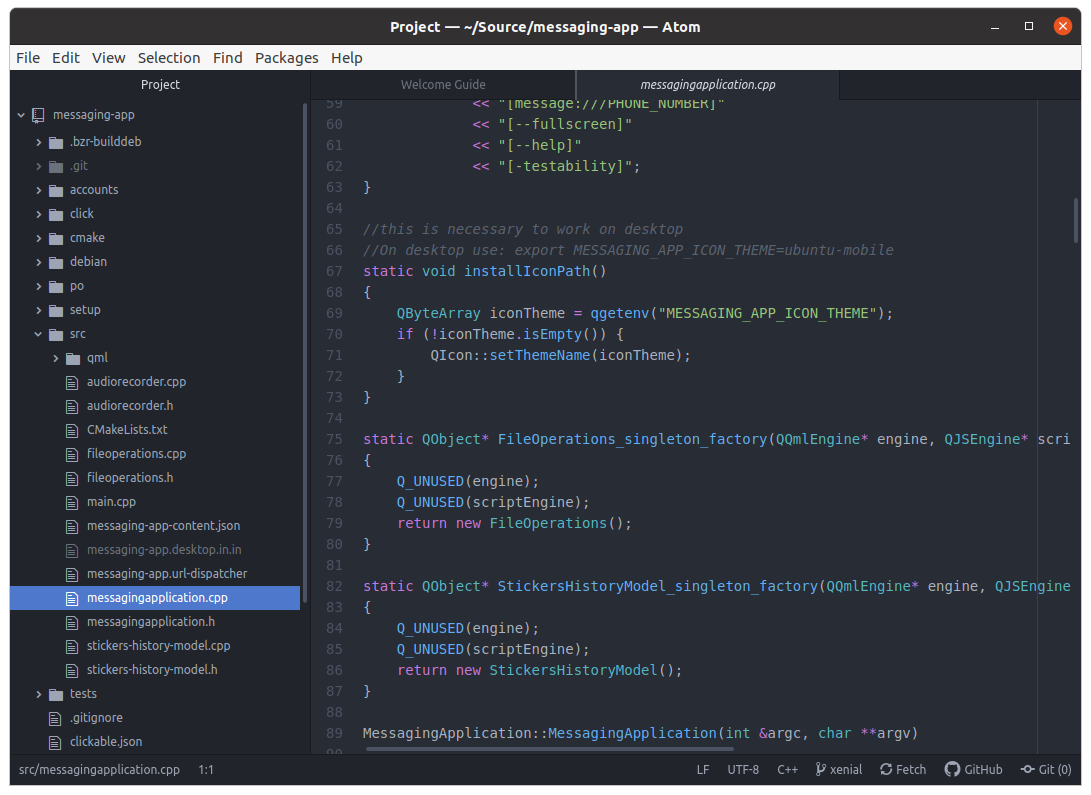 Project — ~/Source/messaging-app — Atom
File Edit View Selection Find Packages Help
Project
messaging-app
.bzr-builddeb
.git
accounts
click
cmake
debian
po
setup
src
qml
audiorecorder.cpp
audiorecorder.h
CMakeLists.txt
fileoperations.cpp
fileoperations.h
main.cpp
messaging-app-content.json
messaging-app.desktop.in.in
messaging-app.url-dispatcher
messagingapplication.cpp
messagingapplication.h
stickers-history-model.cpp
stickers-history-model.h
tests
.gitignore
clickable.json
Welcome Guide messagingapplication.cpp
59 << "[message:///PHONE_NUMBER]"
60 << "[--fullscreen]"
61 << "[--help]"
62 << "[-testability]";
63 }
64
65 //this is necessary to work on desktop
66 //On desktop use: export MESSAGING_APP_ICON_THEME=ubuntu-mobile
67 static void installIconPath()
68 {
69 QByteArray iconTheme = qgetenv("MESSAGING_APP_ICON_THEME");
70 if (!iconTheme.isEmpty()) {
71 QIcon::setThemeName(iconTheme);
72 }
73 }
74
75 static QObject* FileOperations_singleton_factory(QQmlEngine* engine, QJSEngine* scri
76 {
77 Q_UNUSED(engine);
78 Q_UNUSED(scriptEngine);
79 return new FileOperations();
80 }
81
82 static QObject* StickersHistoryModel_singleton_factory(QQmlEngine* engine, QJSEngine
83 {
84 Q_UNUSED(engine);
85 Q_UNUSED(scriptEngine);
86 return new StickersHistoryModel();
87 }
88
89 MessagingApplication::MessagingApplication(int &argc, char **argv)
90
src/messagingapplication.cpp 1:1 LF UTF-8 C++ xenial Fetch GitHub Git (0)